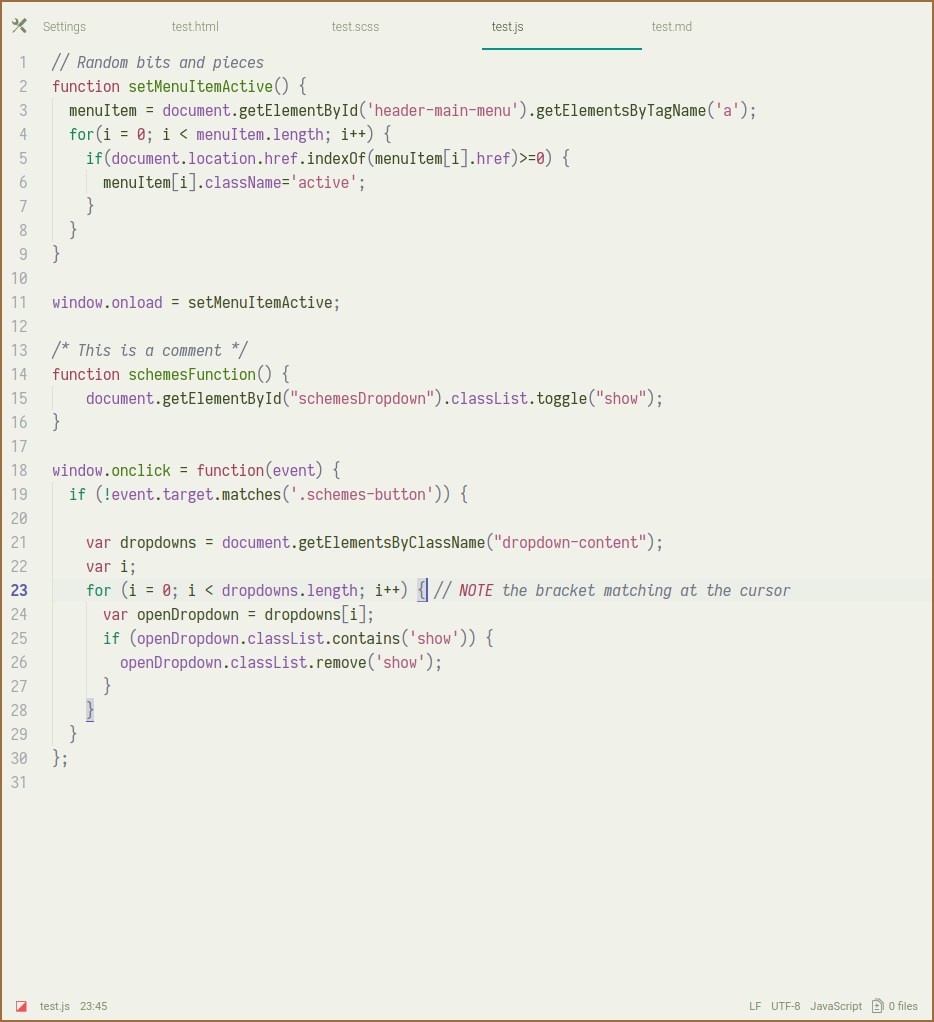 Settings test.html test.scss test.js test.md
1 // Random bits and pieces
2 function setMenuItemActive() {
3   menuItem = document.getElementById('header-main-menu').getElementsByTagName('a');
4   for(i = 0; i < menuItem.length; i++) {
5     if(document.location.href.indexOf(menuItem[i].href)>=0) {
6       menuItem[i].className='active';
7     }
8   }
9 }
10
11 window.onload = setMenuItemActive;
12
13 /* This is a comment */
14 function schemesFunction() {
15     document.getElementById("schemesDropdown").classList.toggle("show");
16 }
17
18 window.onclick = function(event) {
19   if (!event.target.matches('.schemes-button')) {
20
21     var dropdowns = document.getElementsByClassName("dropdown-content");
22     var i;
23     for (i = 0; i < dropdowns.length; i++) { // NOTE the bracket matching at the cursor
24       var openDropdown = dropdowns[i];
25       if (openDropdown.classList.contains('show')) {
26         openDropdown.classList.remove('show');
27       }
28     }
29   }
30 };
31
test.js 23:45 LF UTF-8 JavaScript 0 files